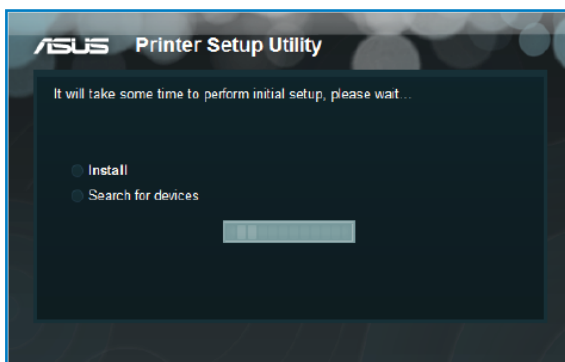 ASUS Printer Setup Utility
It will take some time to perform initial setup, please wait...
Install
Search for devices